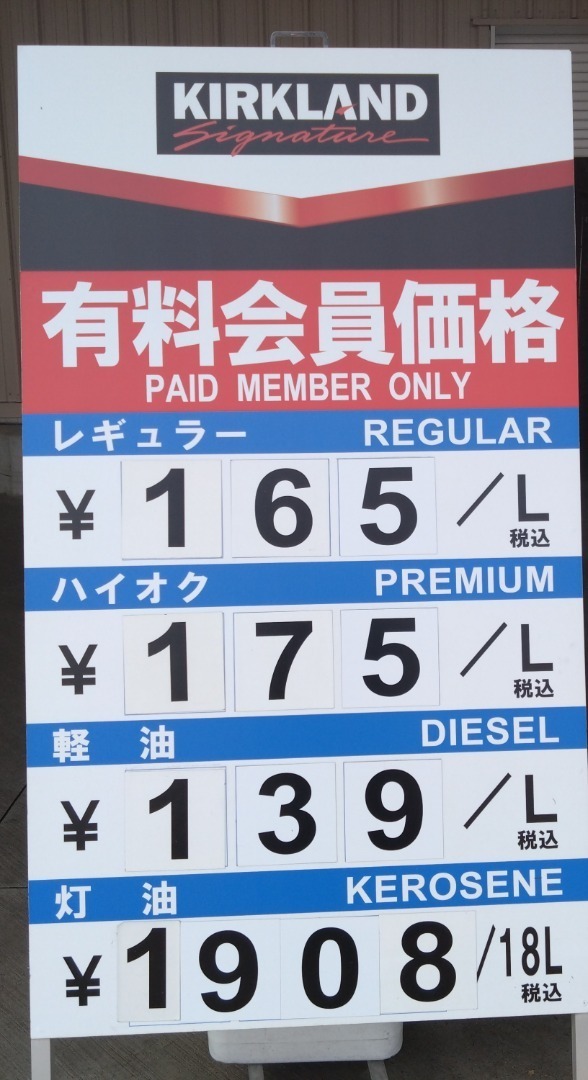 KIRKLAND
Signature
有料会員価格
PAID MEMBER ONLY
レギュラー REGULAR
¥165/L
税込
ハイオク PREMIUM
¥175/L
税込
軽油 DIESEL
¥139/L
税込
灯油 KEROSENE
¥1908/18L
税込